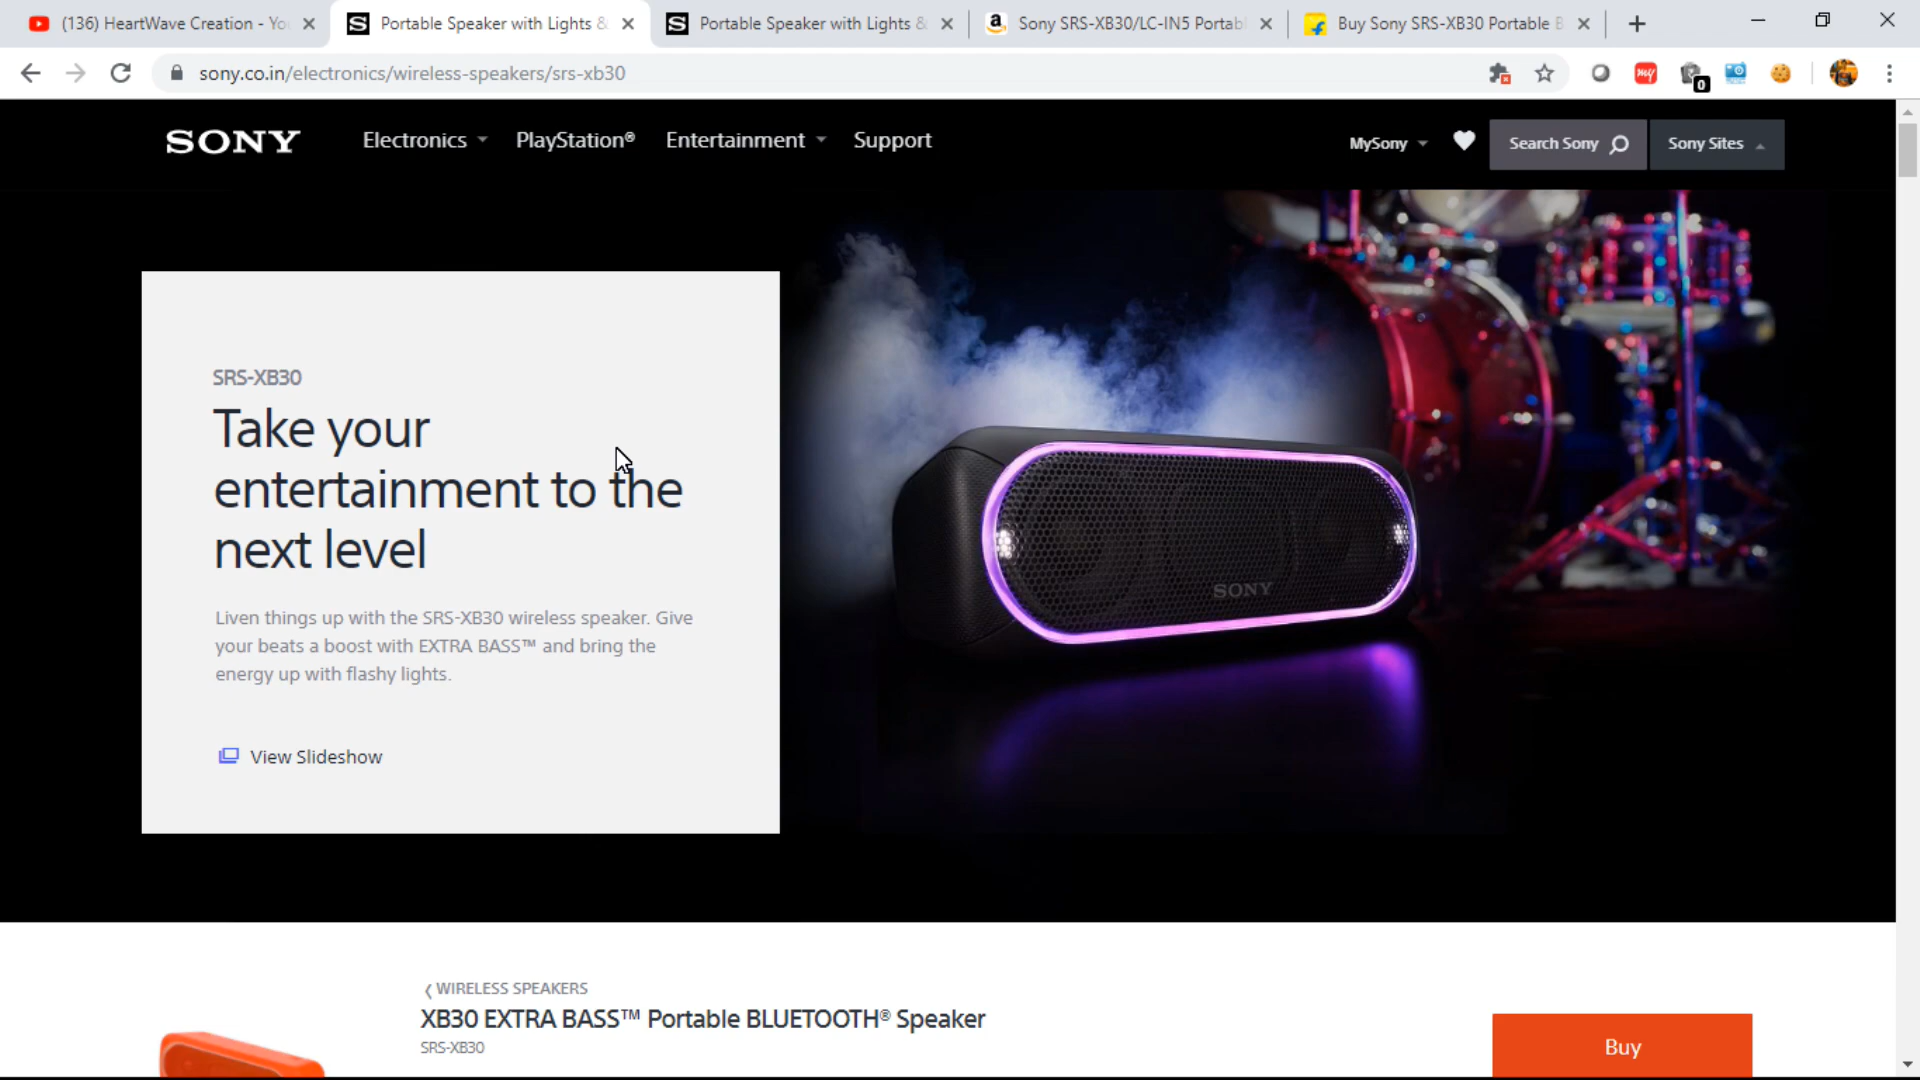 (136) HeartWave Creation - Yo
Portable Speaker with Lights &
Portable Speaker with Lights &
Sony SRS-XB30/LC-IN5 Portabl
Buy Sony SRS-XB30 Portable B
sony.co.in/electronics/wireless-speakers/srs-xb30
my
0
SONY
Electronics
PlayStation®
Entertainment
Support
MySony
Search Sony
Sony Sites
SRS-XB30
Take your
entertainment to the
next level
Liven things up with the SRS-XB30 wireless speaker. Give
your beats a boost with EXTRA BASS™ and bring the
energy up with flashy lights.
View Slideshow
SONY
WIRELESS SPEAKERS
XB30 EXTRA BASS™ Portable BLUETOOTH® Speaker
SRS-XB30
Buy